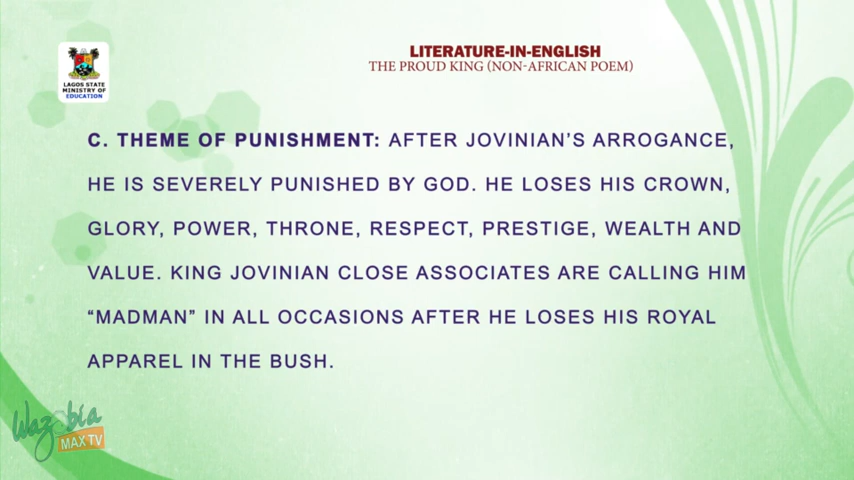 LITERATURE-IN-ENGLISH
THE PROUD KING (NON-AFRICAN POEM)
LAGOS STATE
MINISTRY OF
EDUCATION
C. THEME OF PUNISHMENT: AFTER JOVINIAN'S ARROGANCE,
HE IS SEVERELY PUNISHED BY GOD. HE LOSES HIS CROWN,
GLORY, POWER, THRONE, RESPECT, PRESTIGE, WEALTH AND
VALUE. KING JOVINIAN CLOSE ASSOCIATES ARE CALLING HIM
“MADMAN” IN ALL OCCASIONS AFTER HE LOSES HIS ROYAL
APPAREL IN THE BUSH.
Wazobia
MAX TV